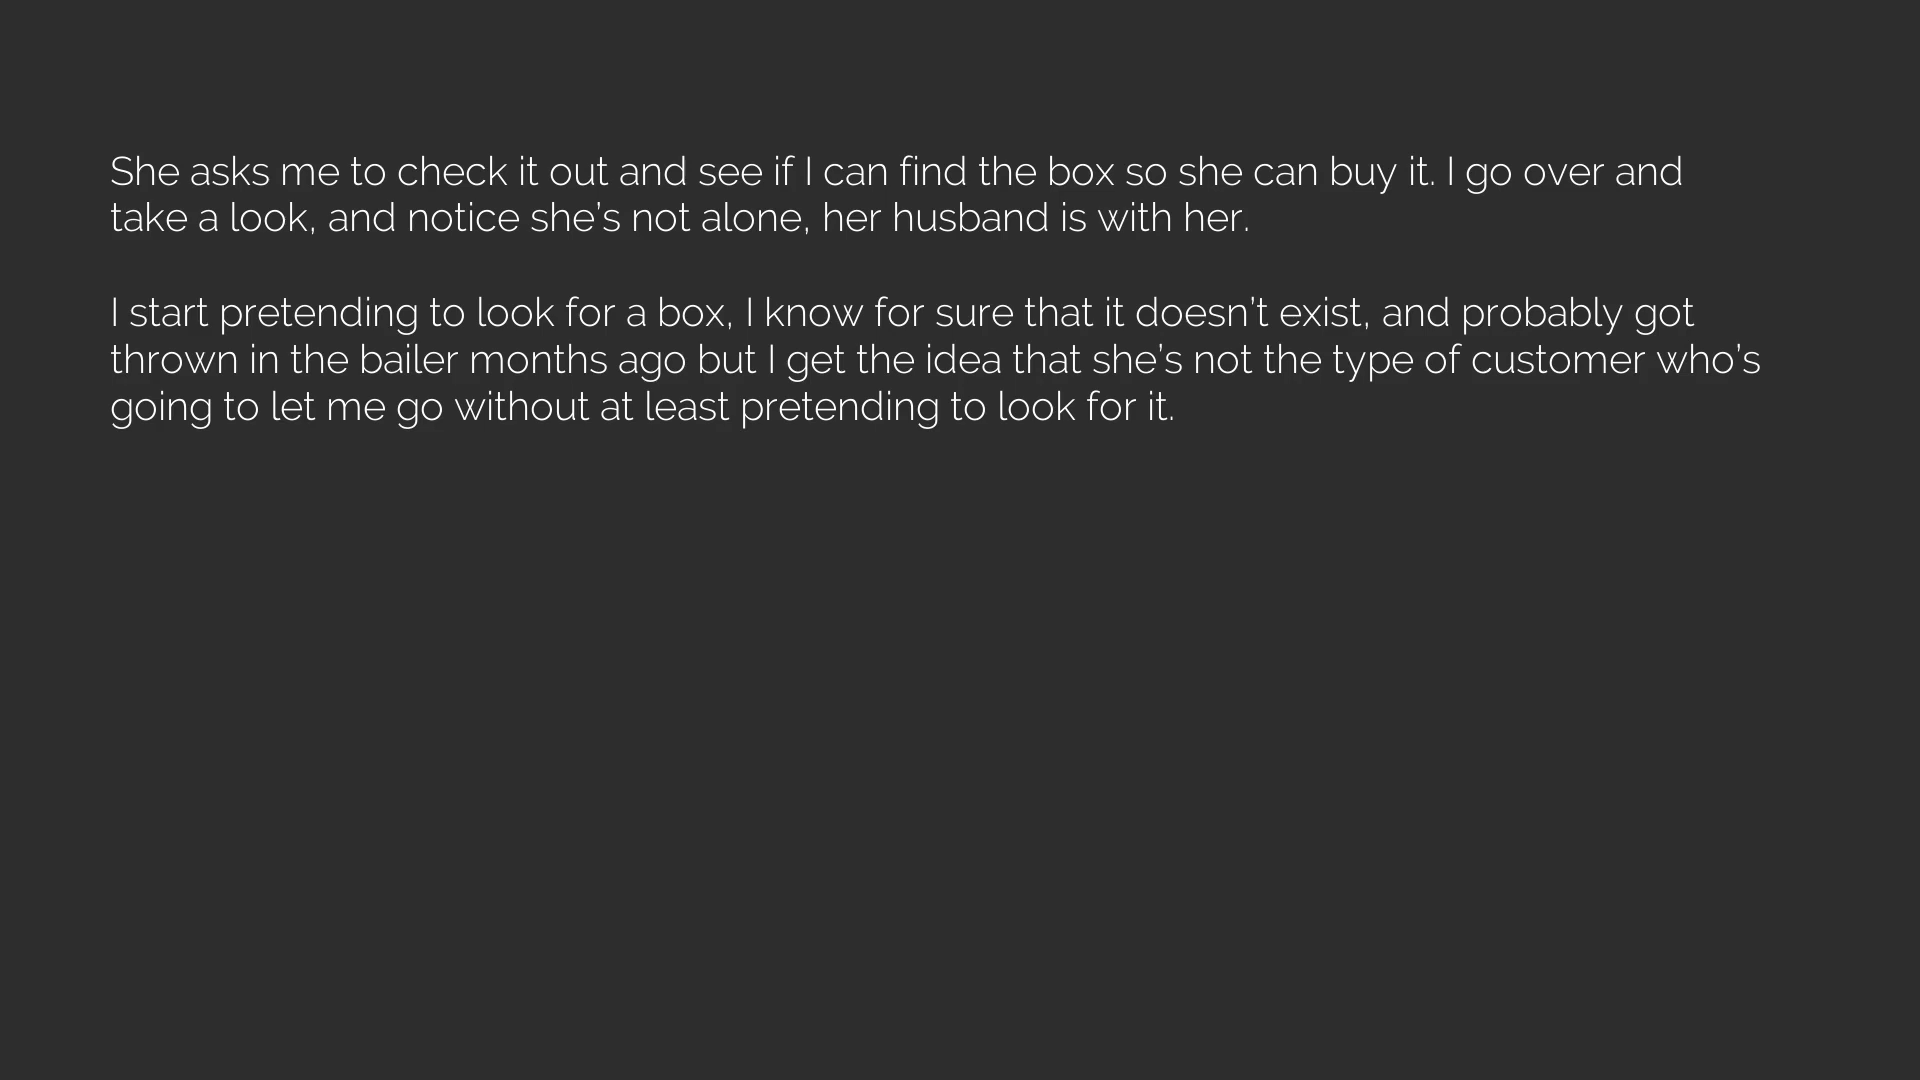 She asks me to check it out and see if I can find the box so she can buy it. I go over and
take a look, and notice she’s not alone, her husband is with her.
I start pretending to look for a box, I know for sure that it doesn’t exist, and probably got
thrown in the bailer months ago but I get the idea that she’s not the type of customer who’s
going to let me go without at least pretending to look for it.